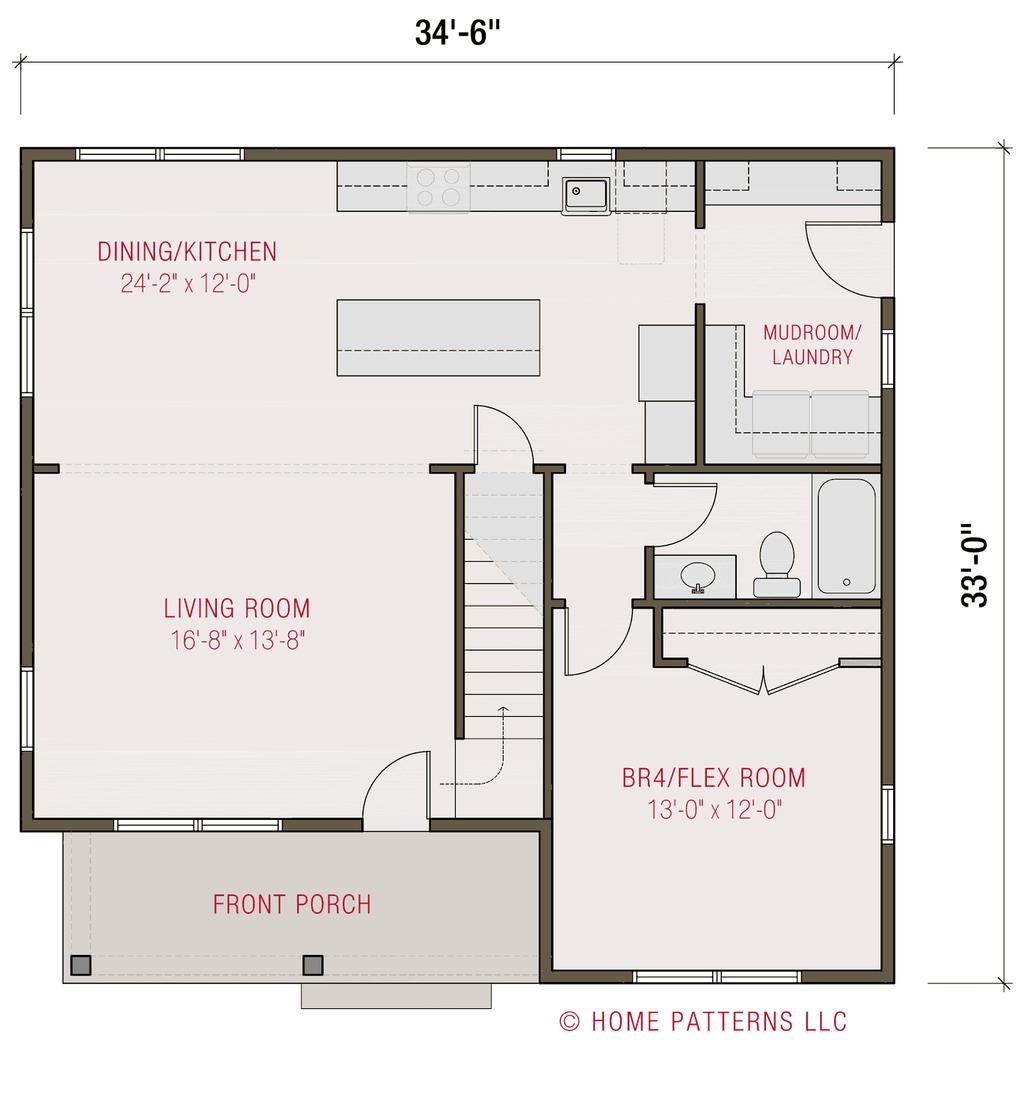 34'-6"
DINING/KITCHEN
24'-2" x 12'-0"
MUDROOM/
LAUNDRY
33'-0"
LIVING ROOM
16'-8" x 13'-8"
BR4/FLEX ROOM
13'-0" x 12'-0"
FRONT PORCH
© HOME PATTERNS LLC